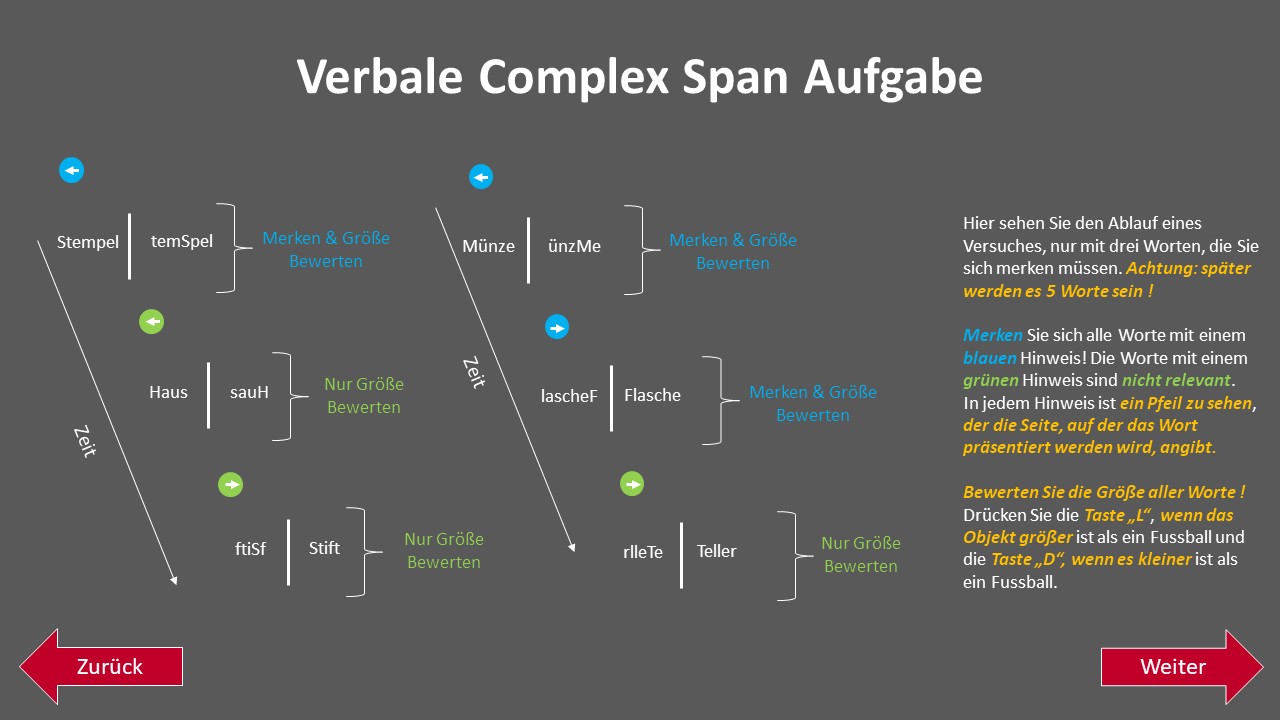 Verbale Complex Span Aufgabe
Stempel temSpel
Merken & Größe
Bewerten
Haus sauH
Nur Größe
Bewerten
ftiSf Stift
Nur Größe
Bewerten
Zeit
Münze ünzMe
Merken & Größe
Bewerten
lascheF Flasche
Merken & Größe
Bewerten
rlleTe Teller
Nur Größe
Bewerten
Zeit
Hier sehen Sie den Ablauf eines
Versuches, nur mit drei Worten, die Sie
sich merken müssen. Achtung: später
werden es 5 Worte sein !
Merken Sie sich alle Worte mit einem
blauen Hinweis! Die Worte mit einem
grünen Hinweis sind nicht relevant.
In jedem Hinweis ist ein Pfeil zu sehen,
der die Seite, auf der das Wort
präsentiert werden wird, angibt.
Bewerten Sie die Größe aller Worte !
Drücken Sie die Taste „L“, wenn das
Objekt größer ist als ein Fussball und
die Taste „D“, wenn es kleiner ist als
ein Fussball.
Zurück
Weiter